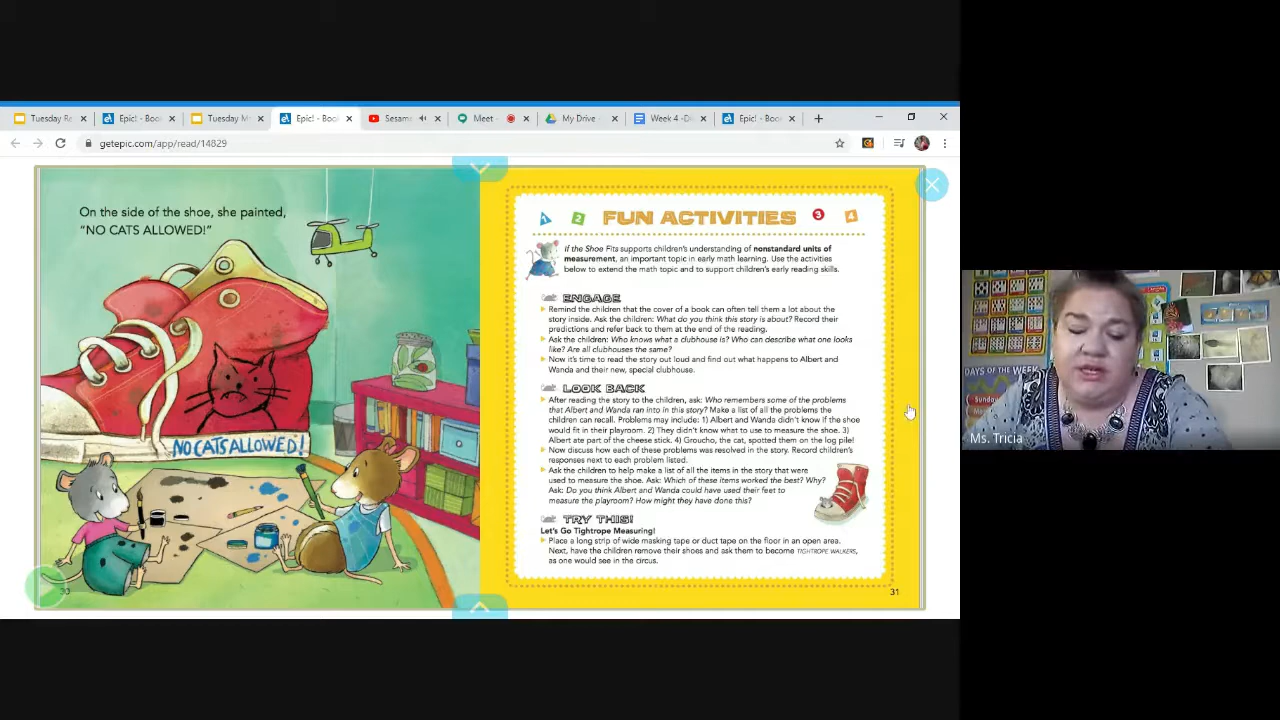 Tuesday Re
Epic! - Boo
Tuesday M
Epic! - Boo
Sesam
Meet -
My Drive -
Week 4 -Di
Epic! - Boo
getepic.com/app/read/14829
On the side of the shoe, she painted,
“NO CATS ALLOWED!”
NO CATS ALLOWED!
30
1 2 FUN ACTIVITIES 3 4
If the Shoe Fits supports children’s understanding of nonstandard units of
measurement, an important topic in early math learning. Use the activities
below to extend the math topic and to support children’s early reading skills.
ENGAGE
Remind the children that the cover of a book can often tell them a lot about the
story inside. Ask the children: What do you think this story is about? Record their
predictions and refer back to them at the end of the reading.
Ask the children: Who knows what a clubhouse is? Who can describe what one looks
like? Are all clubhouses the same?
Now it’s time to read the story out loud and find out what happens to Albert and
Wanda and their new, special clubhouse.
LOOK BACK
After reading the story to the children, ask: Who remembers some of the problems
that Albert and Wanda ran into in this story? Make a list of all the problems the
children can recall. Problems may include: 1) Albert and Wanda didn’t know if the shoe
would fit in their playroom. 2) They didn’t know what to use to measure the shoe. 3)
Albert ate part of the cheese stick. 4) Groucho, the cat, spotted them on the log pile!
Now discuss how each of these problems was resolved in the story. Record children’s
responses next to each problem listed.
Ask the children to help make a list of all the items in the story that were
used to measure the shoe. Ask: Which of these items worked the best? Why?
Ask: Do you think Albert and Wanda could have used their feet to
measure the playroom? How might they have done this?
TRY THIS!
Let’s Go Tightrope Measuring!
Place a long strip of wide masking tape or duct tape on the floor in an open area.
Next, have the children remove their shoes and ask them to become TIGHTROPE WALKERS,
as one would see in the circus.
31
DAYS OF THE WEEK
Sunday
Ms. Tricia